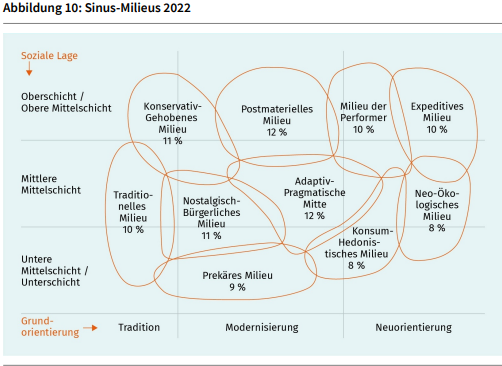 Abbildung 10: Sinus-Milieus 2022
Soziale Lage
Oberschicht /
Obere Mittelschicht
Konservativ-
Gehobenes
Milieu
11 %
Postmaterielles
Milieu
12 %
Milieu der
Performer
10 %
Expeditives
Milieu
10 %
Mittlere
Mittelschicht
Traditio-
nelles
Milieu
10 %
Nostalgisch-
Bürgerliches
Milieu
11 %
Adaptiv-
Pragmatische
Mitte
12 %
Neo-Öko-
logisches
Milieu
8 %
Konsum-
Hedonis-
tisches Milieu
8 %
Untere
Mittelschicht /
Unterschicht
Prekäres Milieu
9 %
Grund-
orientierung
Tradition
Modernisierung
Neuorientierung